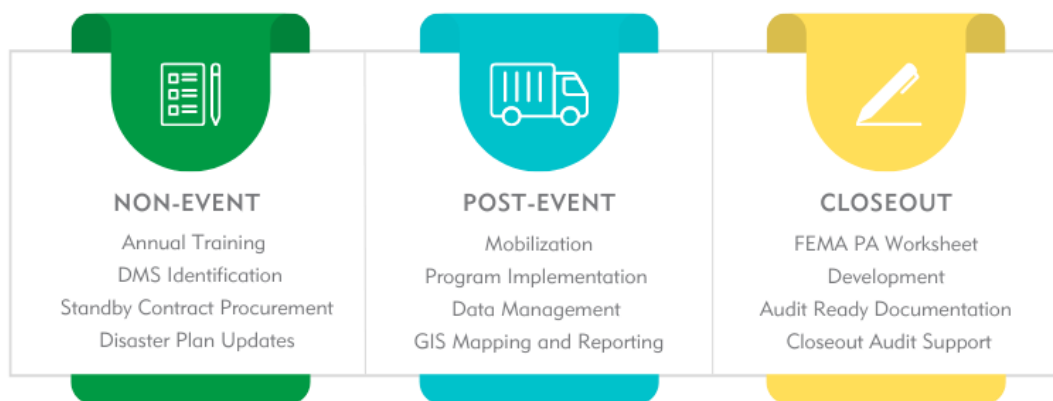 NON-EVENT
Annual Training
DMS Identification
Standby Contract Procurement
Disaster Plan Updates
POST-EVENT
Mobilization
Program Implementation
Data Management
GIS Mapping and Reporting
CLOSEOUT
FEMA PA Worksheet
Development
Audit Ready Documentation
Closeout Audit Support